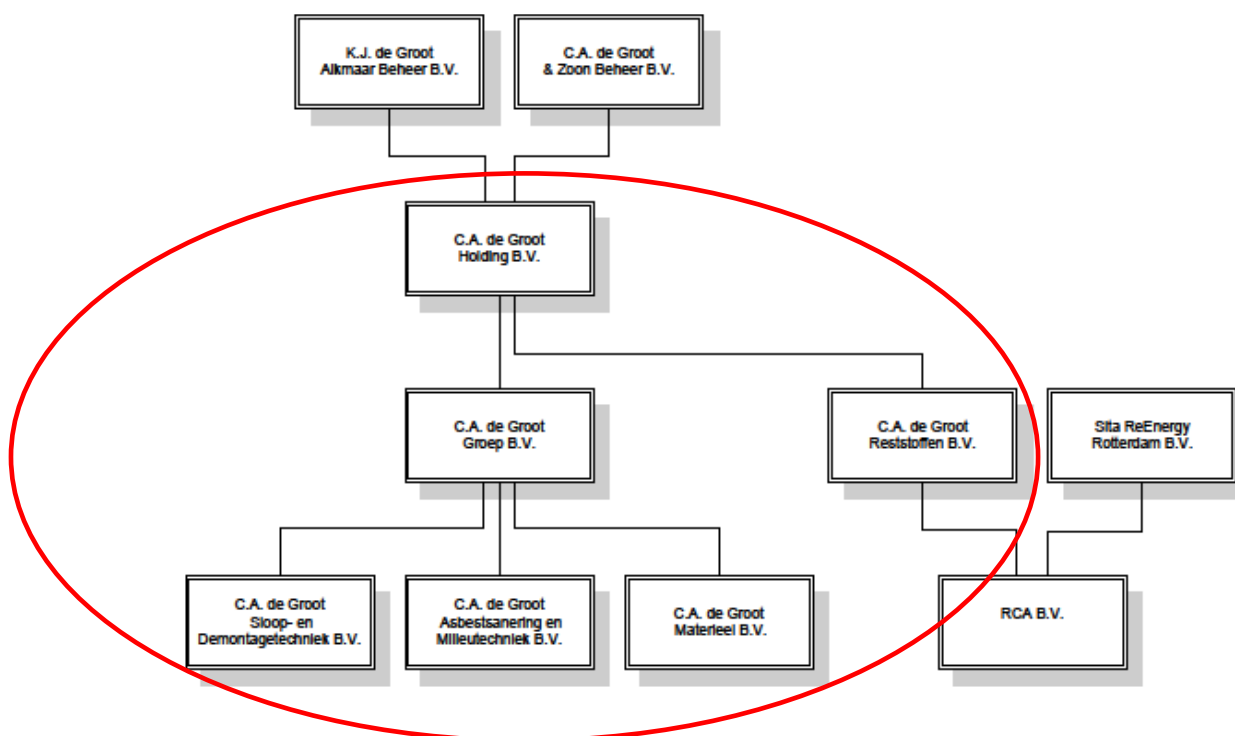 K.J. de Groot
Alkmaar Beheer B.V.
C.A. de Groot
& Zoon Beheer B.V.
C.A. de Groot
Holding B.V.
C.A. de Groot
Groep B.V.
C.A. de Groot
Reststoffen B.V.
Sita ReEnergy
Rotterdam B.V.
C.A. de Groot
Sloop- en
Demontagetechniek B.V.
C.A. de Groot
Asbestsanering en
Milieutechniek B.V.
C.A. de Groot
Materieel B.V.
RCA B.V.